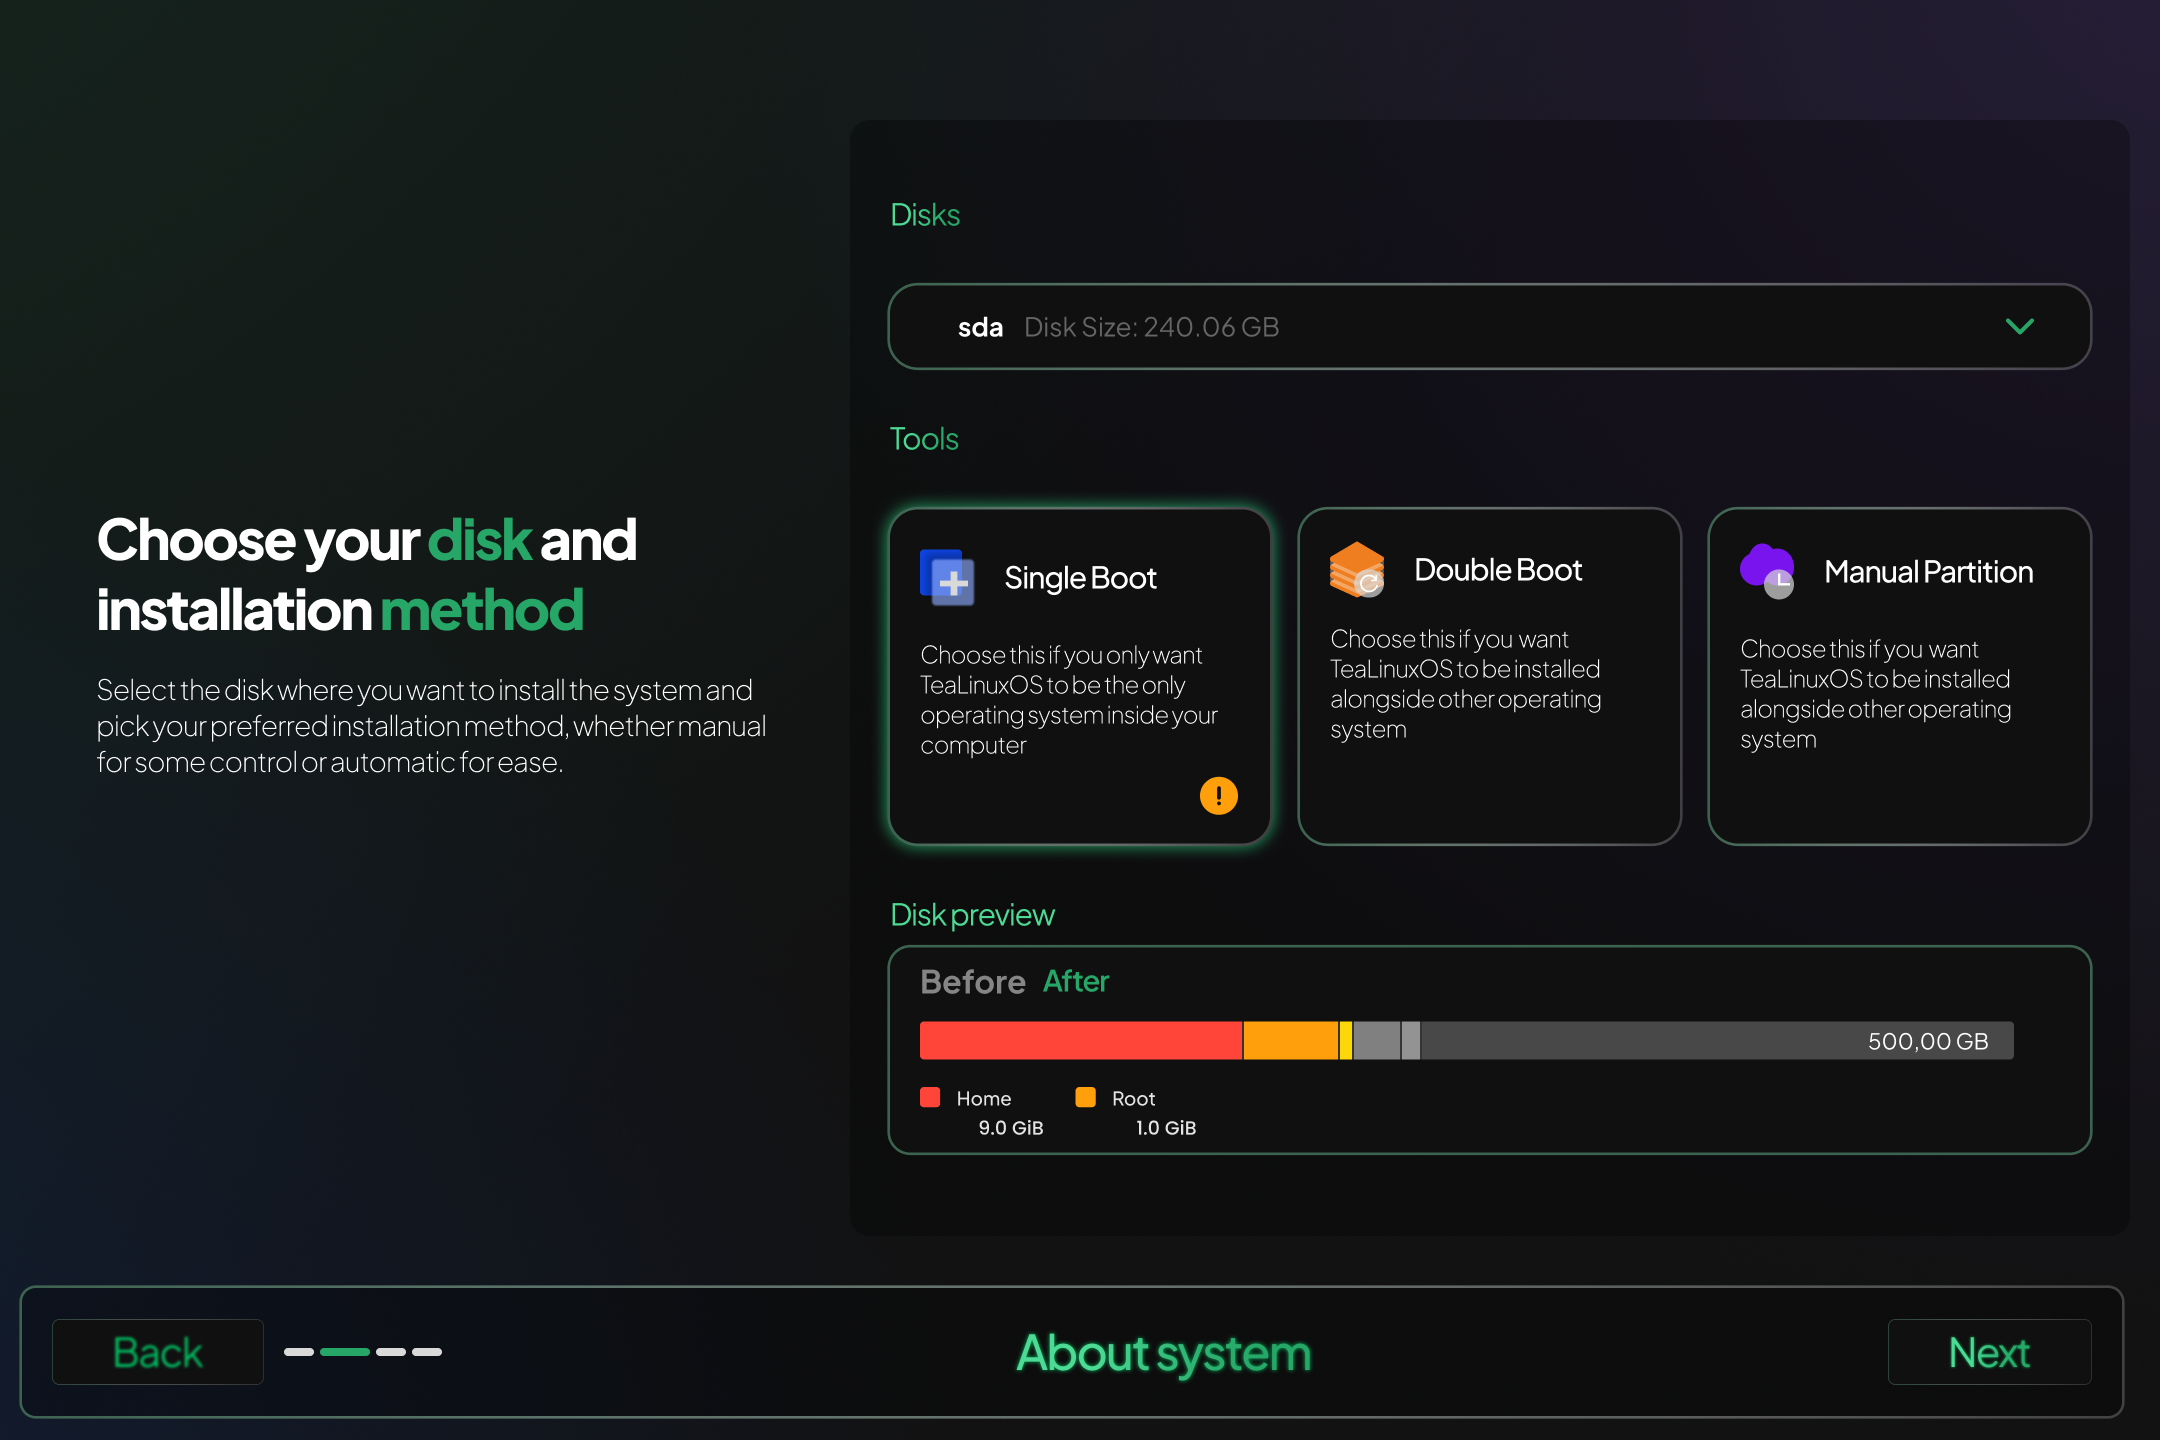 Choose your disk and
installation method
Select the disk where you want to install the system and
pick your preferred installation method, whether manual
for some control or automatic for ease.
Disks
sda Disk Size: 240.06 GB
Tools
Single Boot
Choose this if you only want
TeaLinuxOS to be the only
operating system inside your
computer
Double Boot
Choose this if you want
TeaLinuxOS to be installed
alongside other operating
system
Manual Partition
Choose this if you want
TeaLinuxOS to be installed
alongside other operating
system
Disk preview
Before After
500,00 GB
Home
9.0 GiB
Root
1.0 GiB
Back
About system
Next